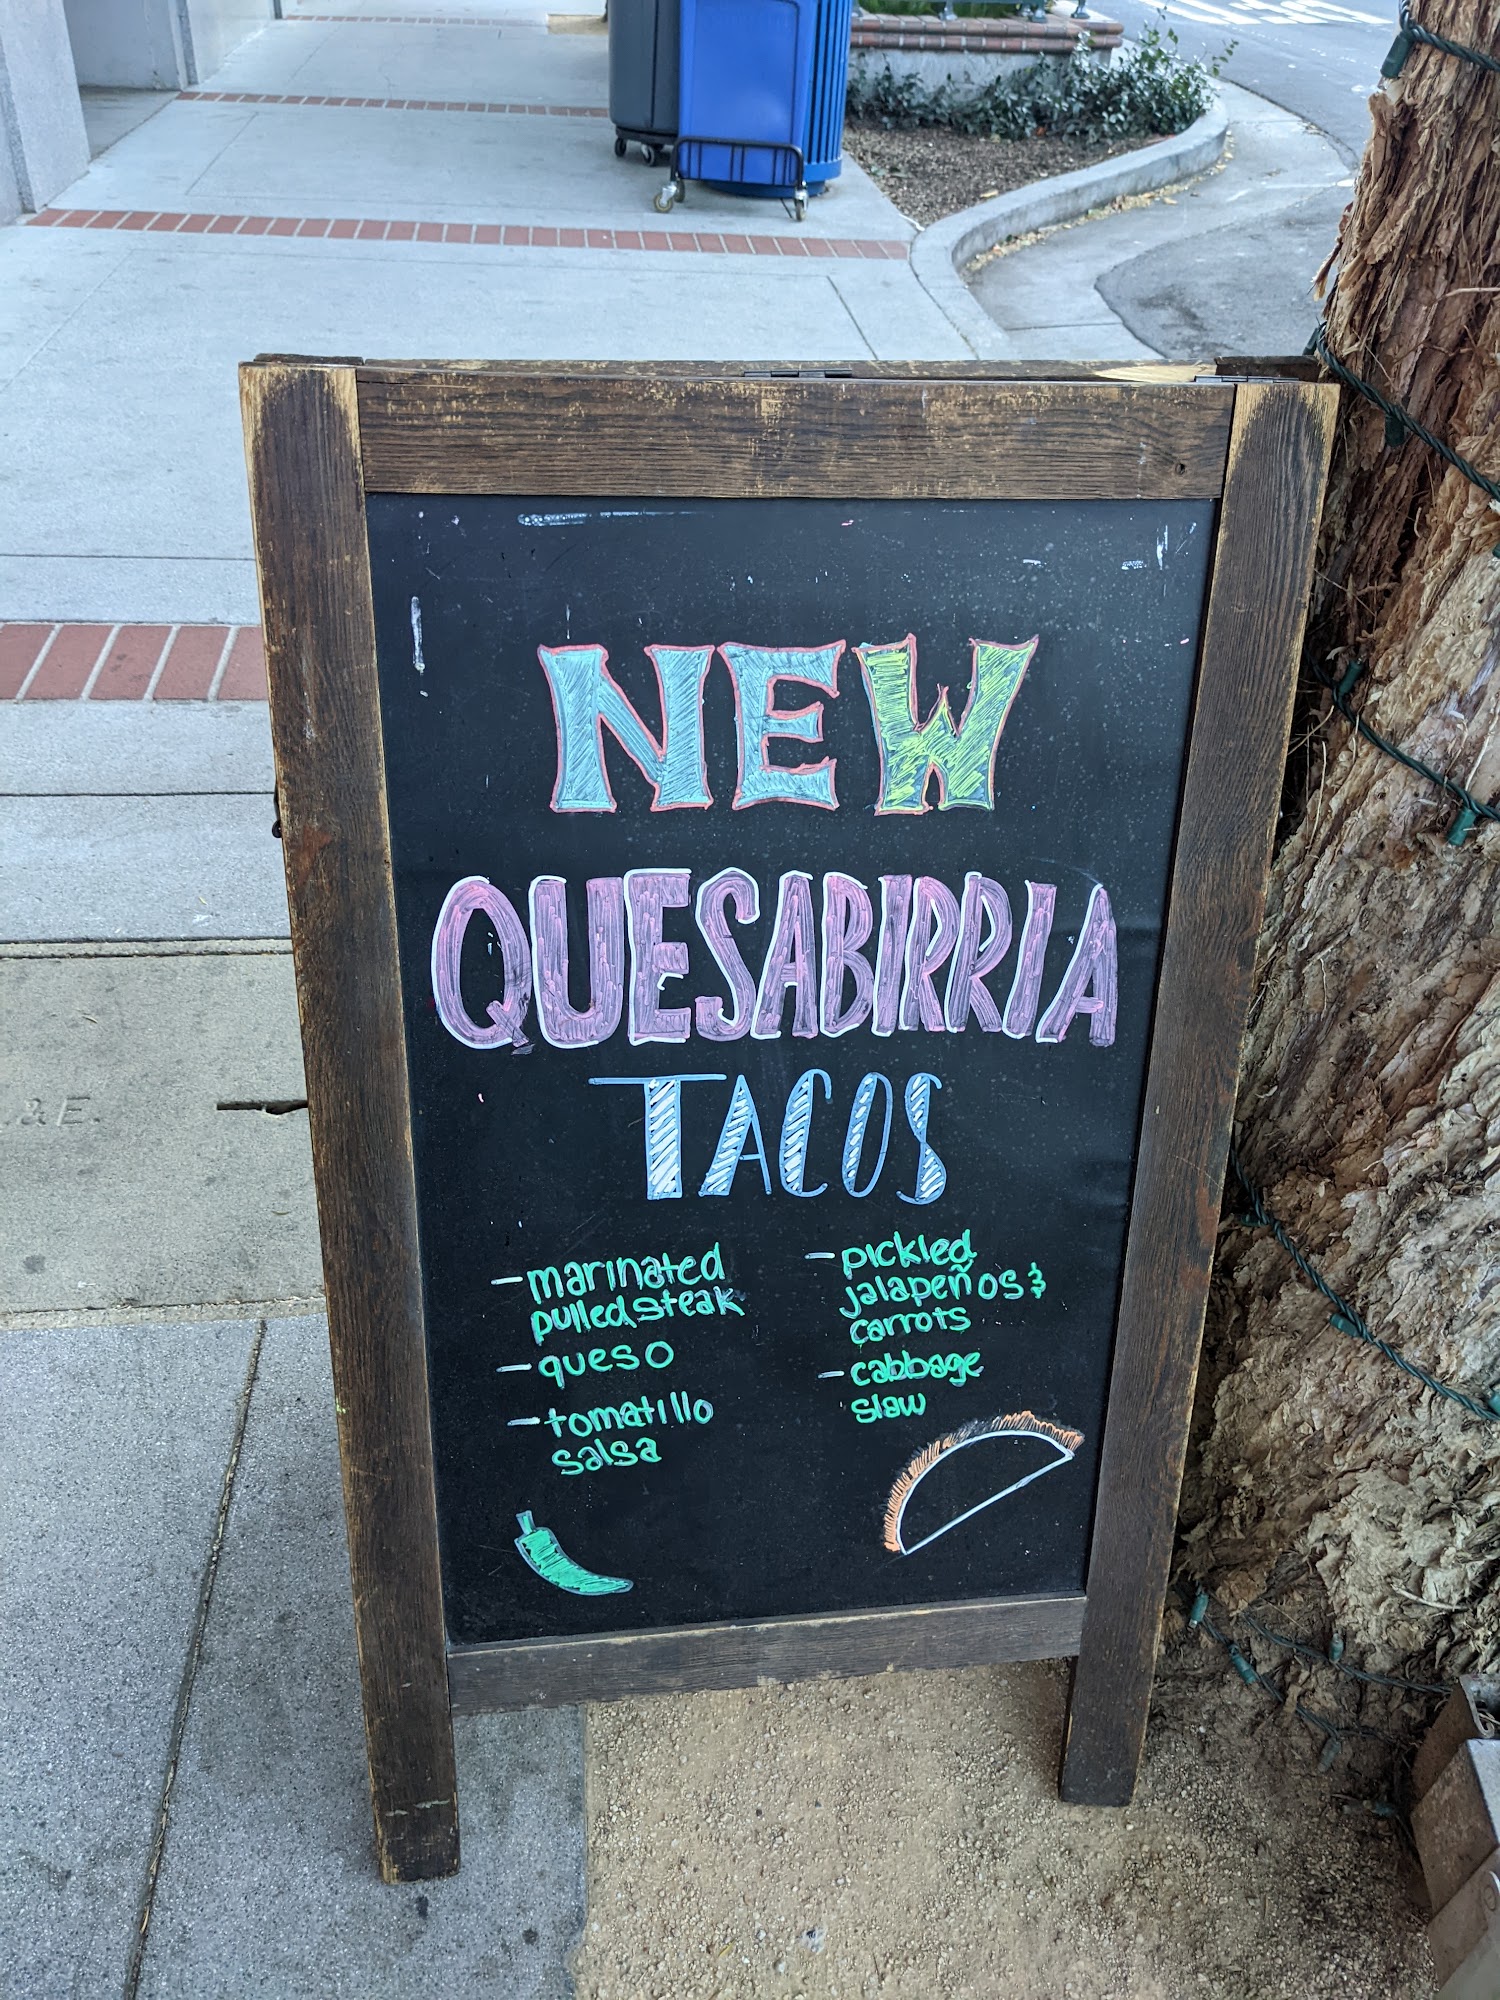 NEW
QUESABIRRIA
TACOS
- marinated
pulled steak
- queso
- tomatillo
salsa
- pickled
jalapeños &
carrots
- cabbage
slaw
& E